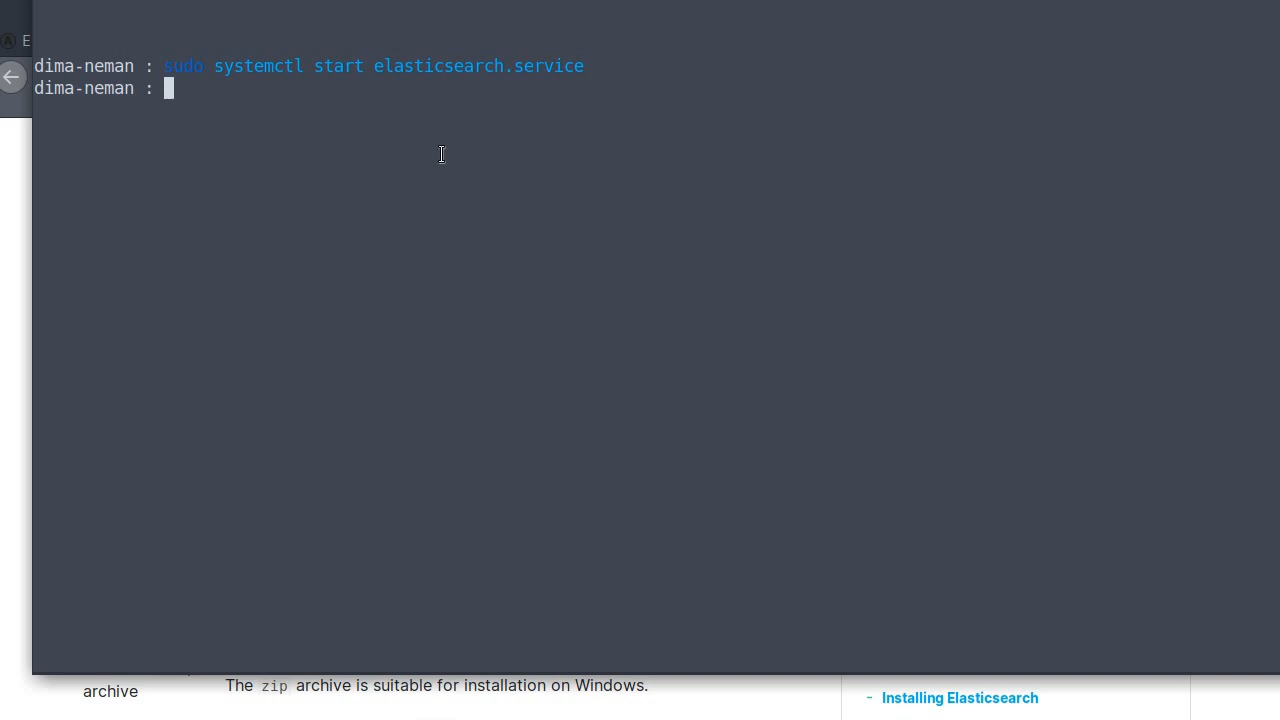 E
dima-neman : sudo systemctl start elasticsearch.service
dima-neman :
archive
The zip archive is suitable for installation on Windows.
- Installing Elasticsearch